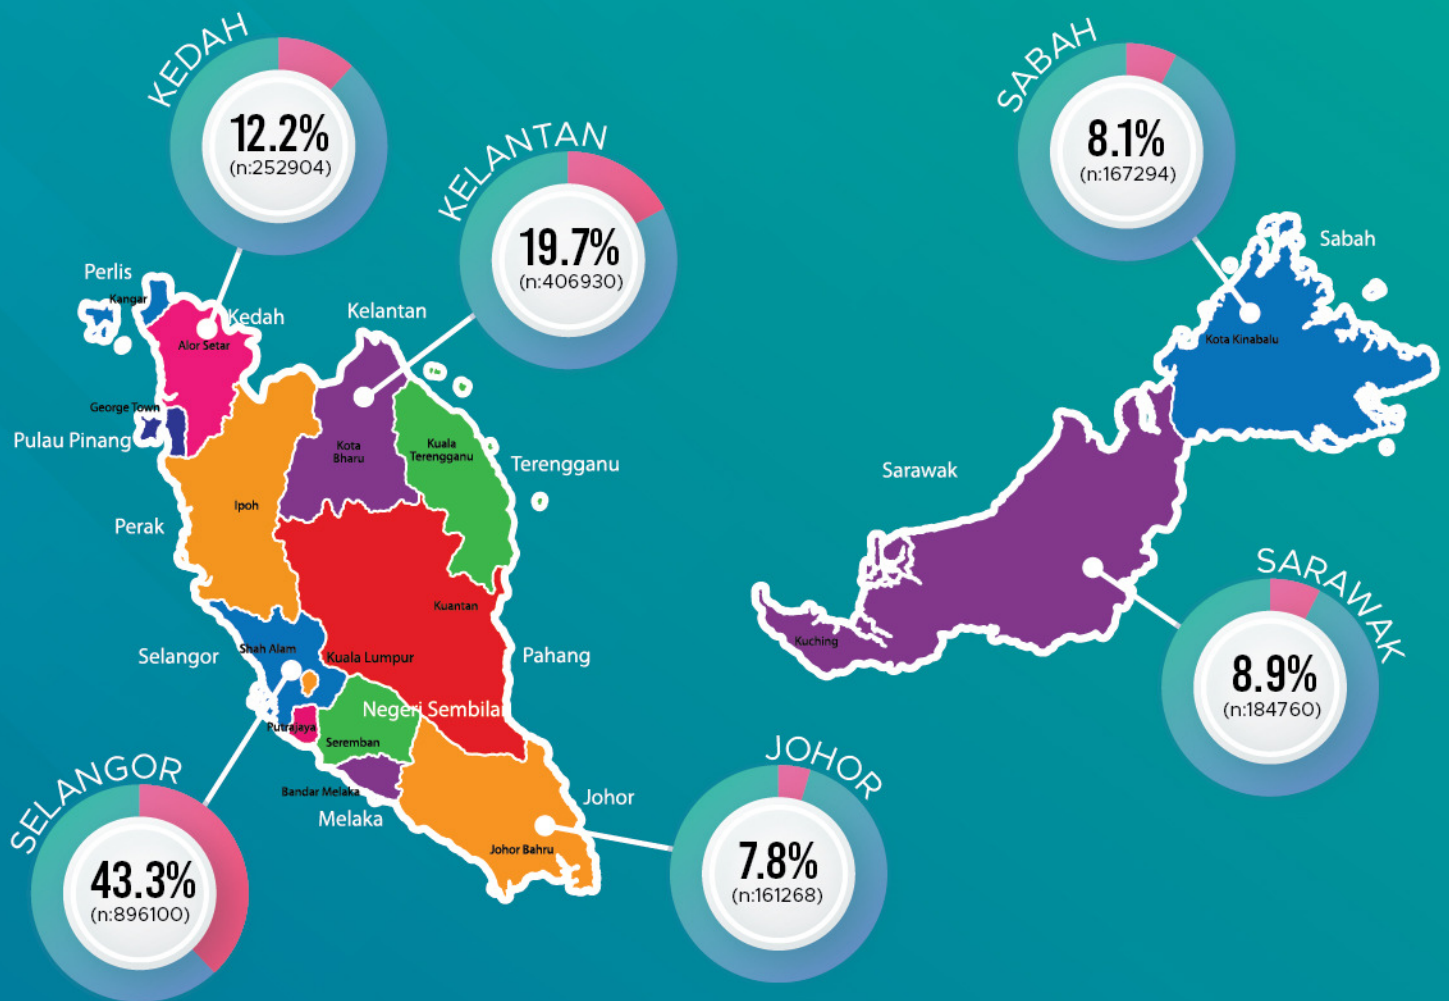 KEDAH
12.2%
(n:252904)
KELANTAN
19.7%
(n:406930)
SABAH
8.1%
(n:167294)
Perlis
Kangar
Kedah
Alor Setar
Kelantan
George Town
Pulau Pinang
Kota
Bharu
Kuala
Terengganu
Terengganu
Perak
Ipoh
Kuantan
Selangor
Shah Alam
Kuala Lumpur
Pahang
Negeri Sembilan
Putrajaya
Seremban
Bandar Melaka
Melaka
Johor
Johor Bahru
Sabah
Kota Kinabalu
Sarawak
Kuching
SARAWAK
8.9%
(n:184760)
SELANGOR
43.3%
(n:896100)
JOHOR
7.8%
(n:161268)